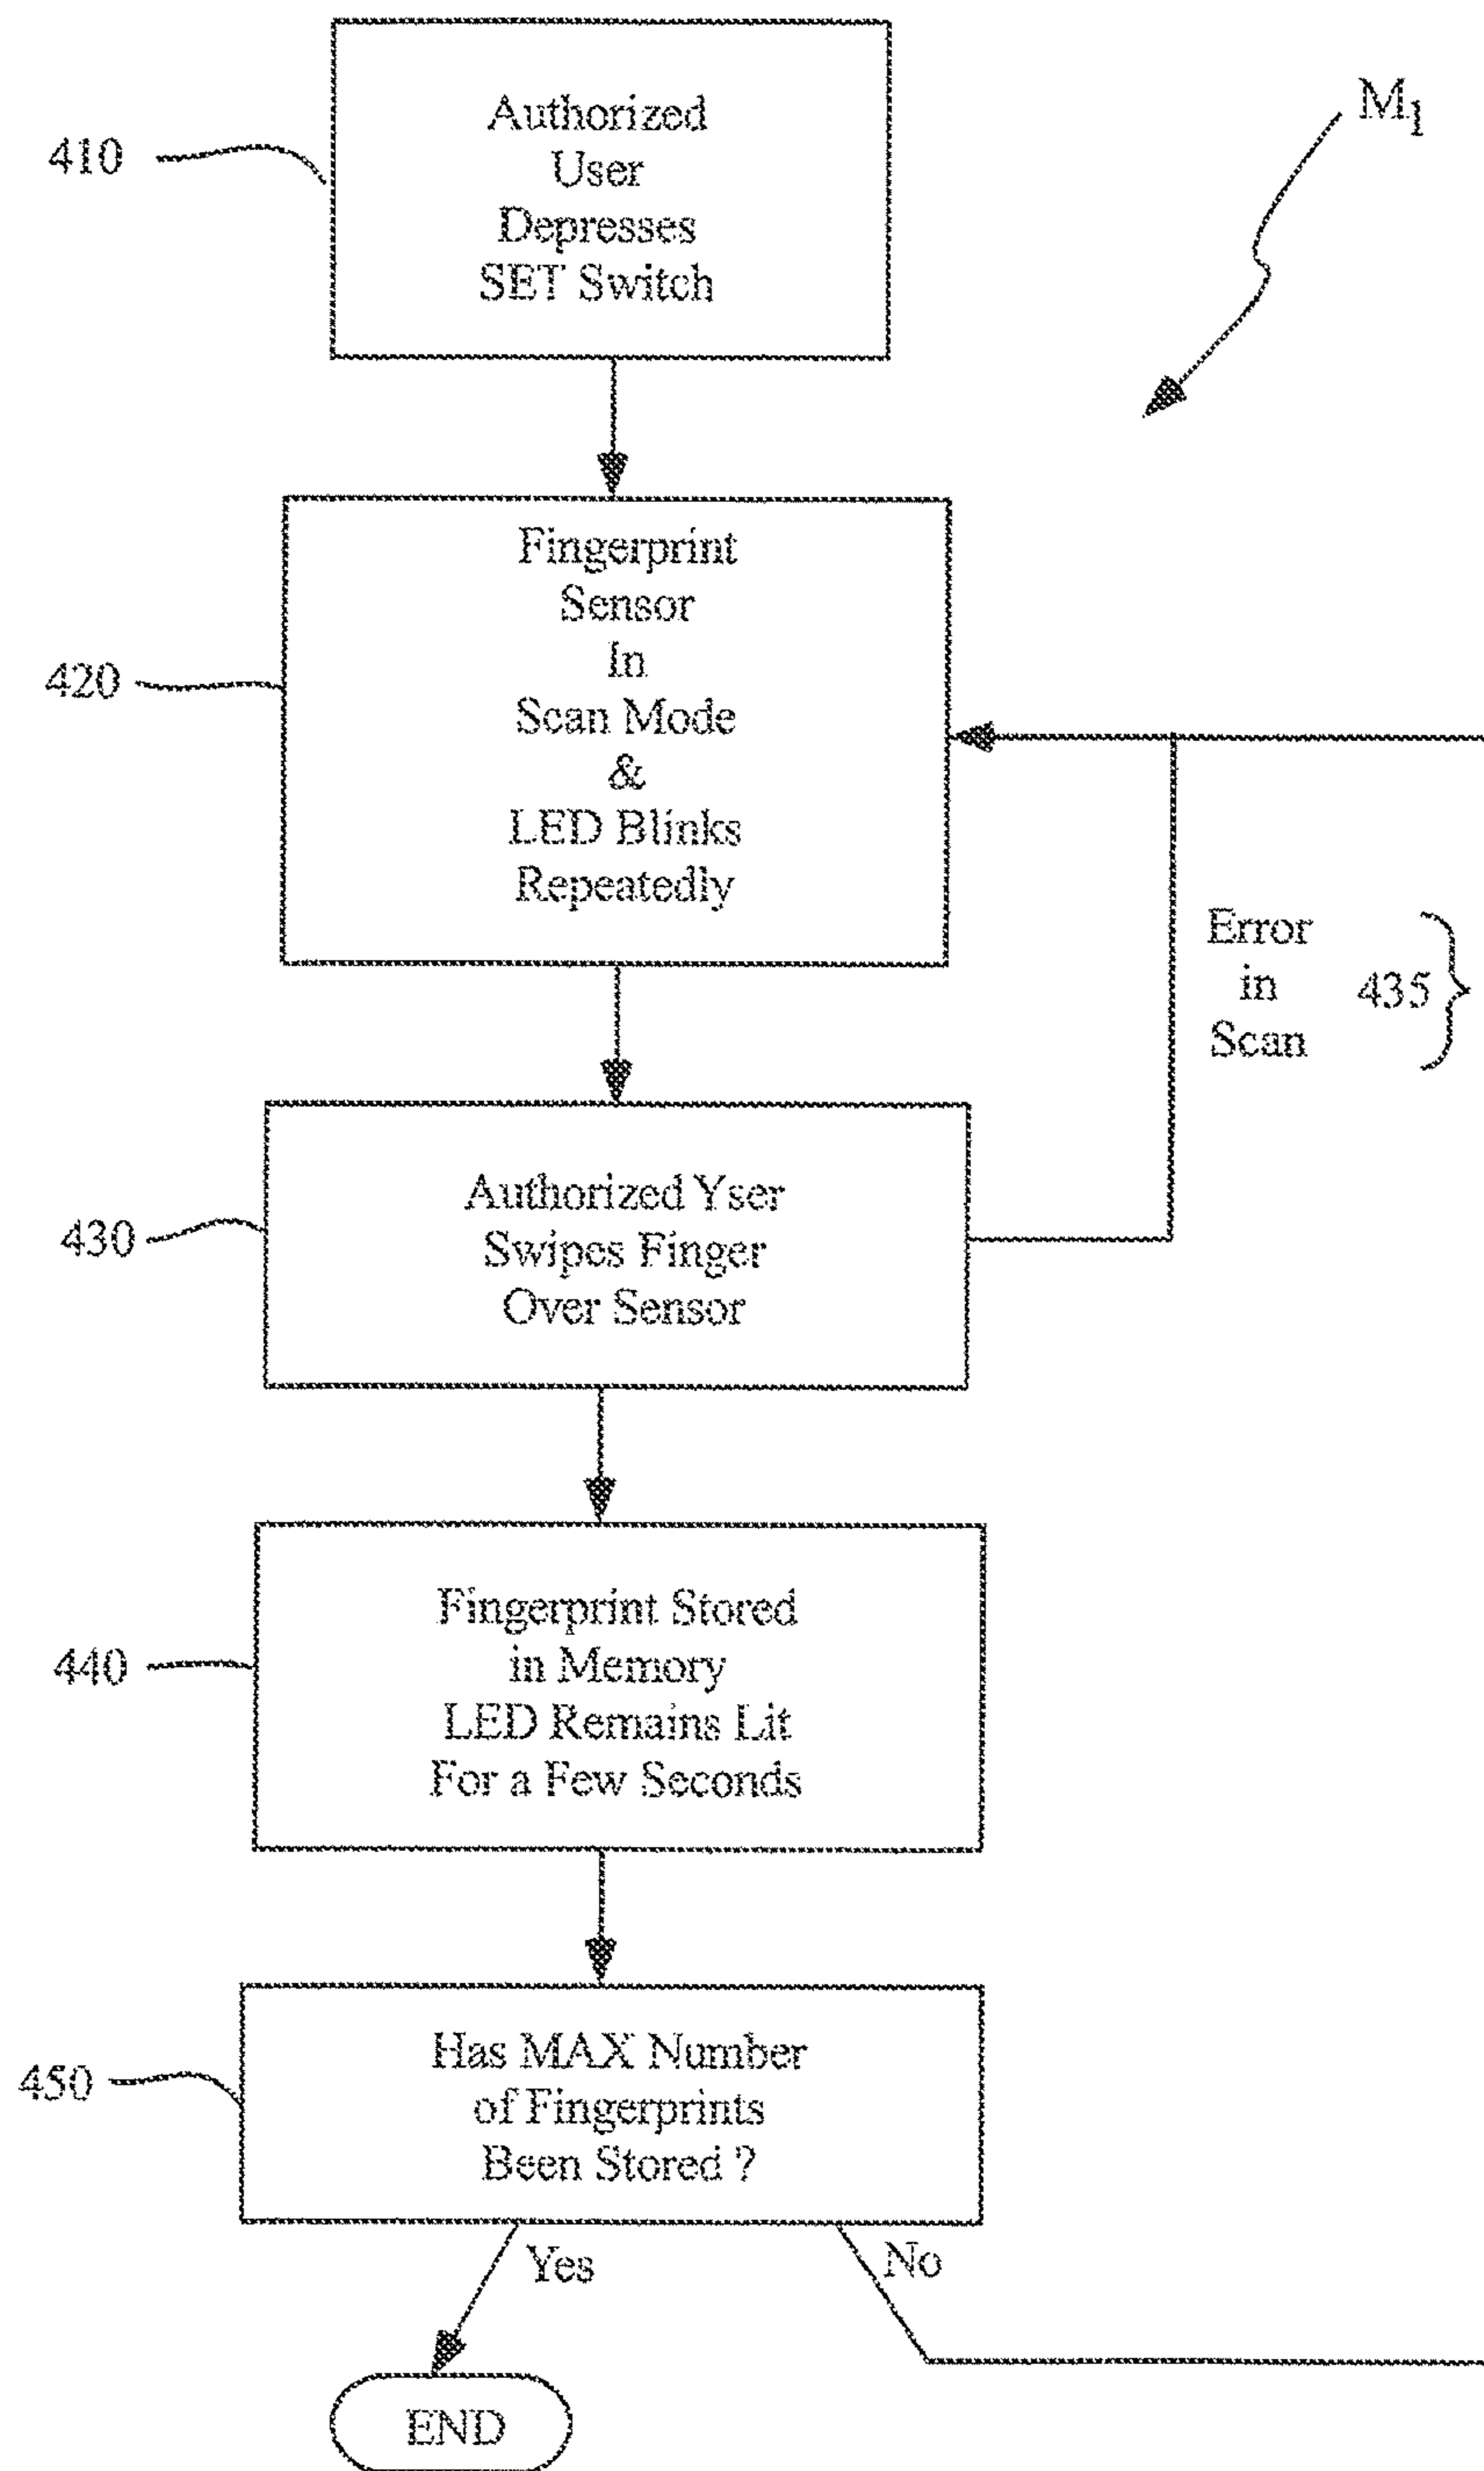 M1
410
Authorized
User
Depresses
SET Switch
420
Fingerprint
Sensor
In
Scan Mode
&
LED Blinks
Repeatedly
Error
in
Scan
435
430
Authorized Yser
Swipes Finger
Over Sensor
440
Fingerprint Stored
in Memory
LED Remains Lit
For a Few Seconds
450
Has MAX Number
of Fingerprints
Been Stored ?
Yes
No
END